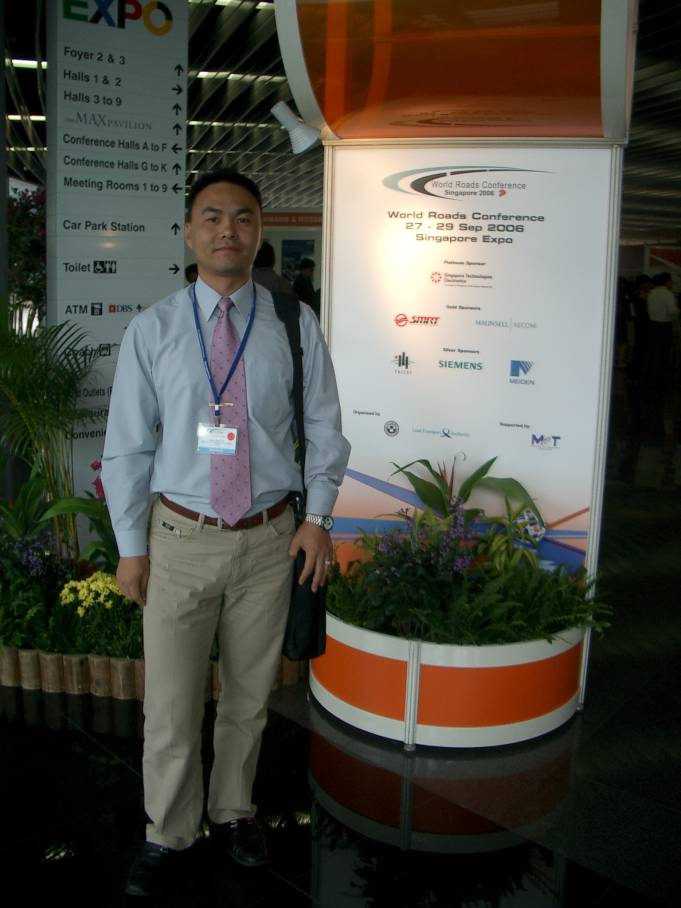 EXPO
Foyer 2 & 3
Halls 1 & 2
Halls 3 to 9
THE MAX PAVILION
Conference Halls A to F
Conference Halls G to K
Meeting Rooms 1 to 9
Car Park Station
Toilet
ATM DBS
World Roads Conference
Singapore 2006
World Roads Conference
27 - 29 Sep 2006
Singapore Expo
Platinum Sponsor
Singapore Technologies
Electronics
Gold Sponsors
SMRT
MAUNSELL AECOM
Silver Sponsors
SIEMENS
MEIDEN
Organised by
Land Transport Authority
Supported by